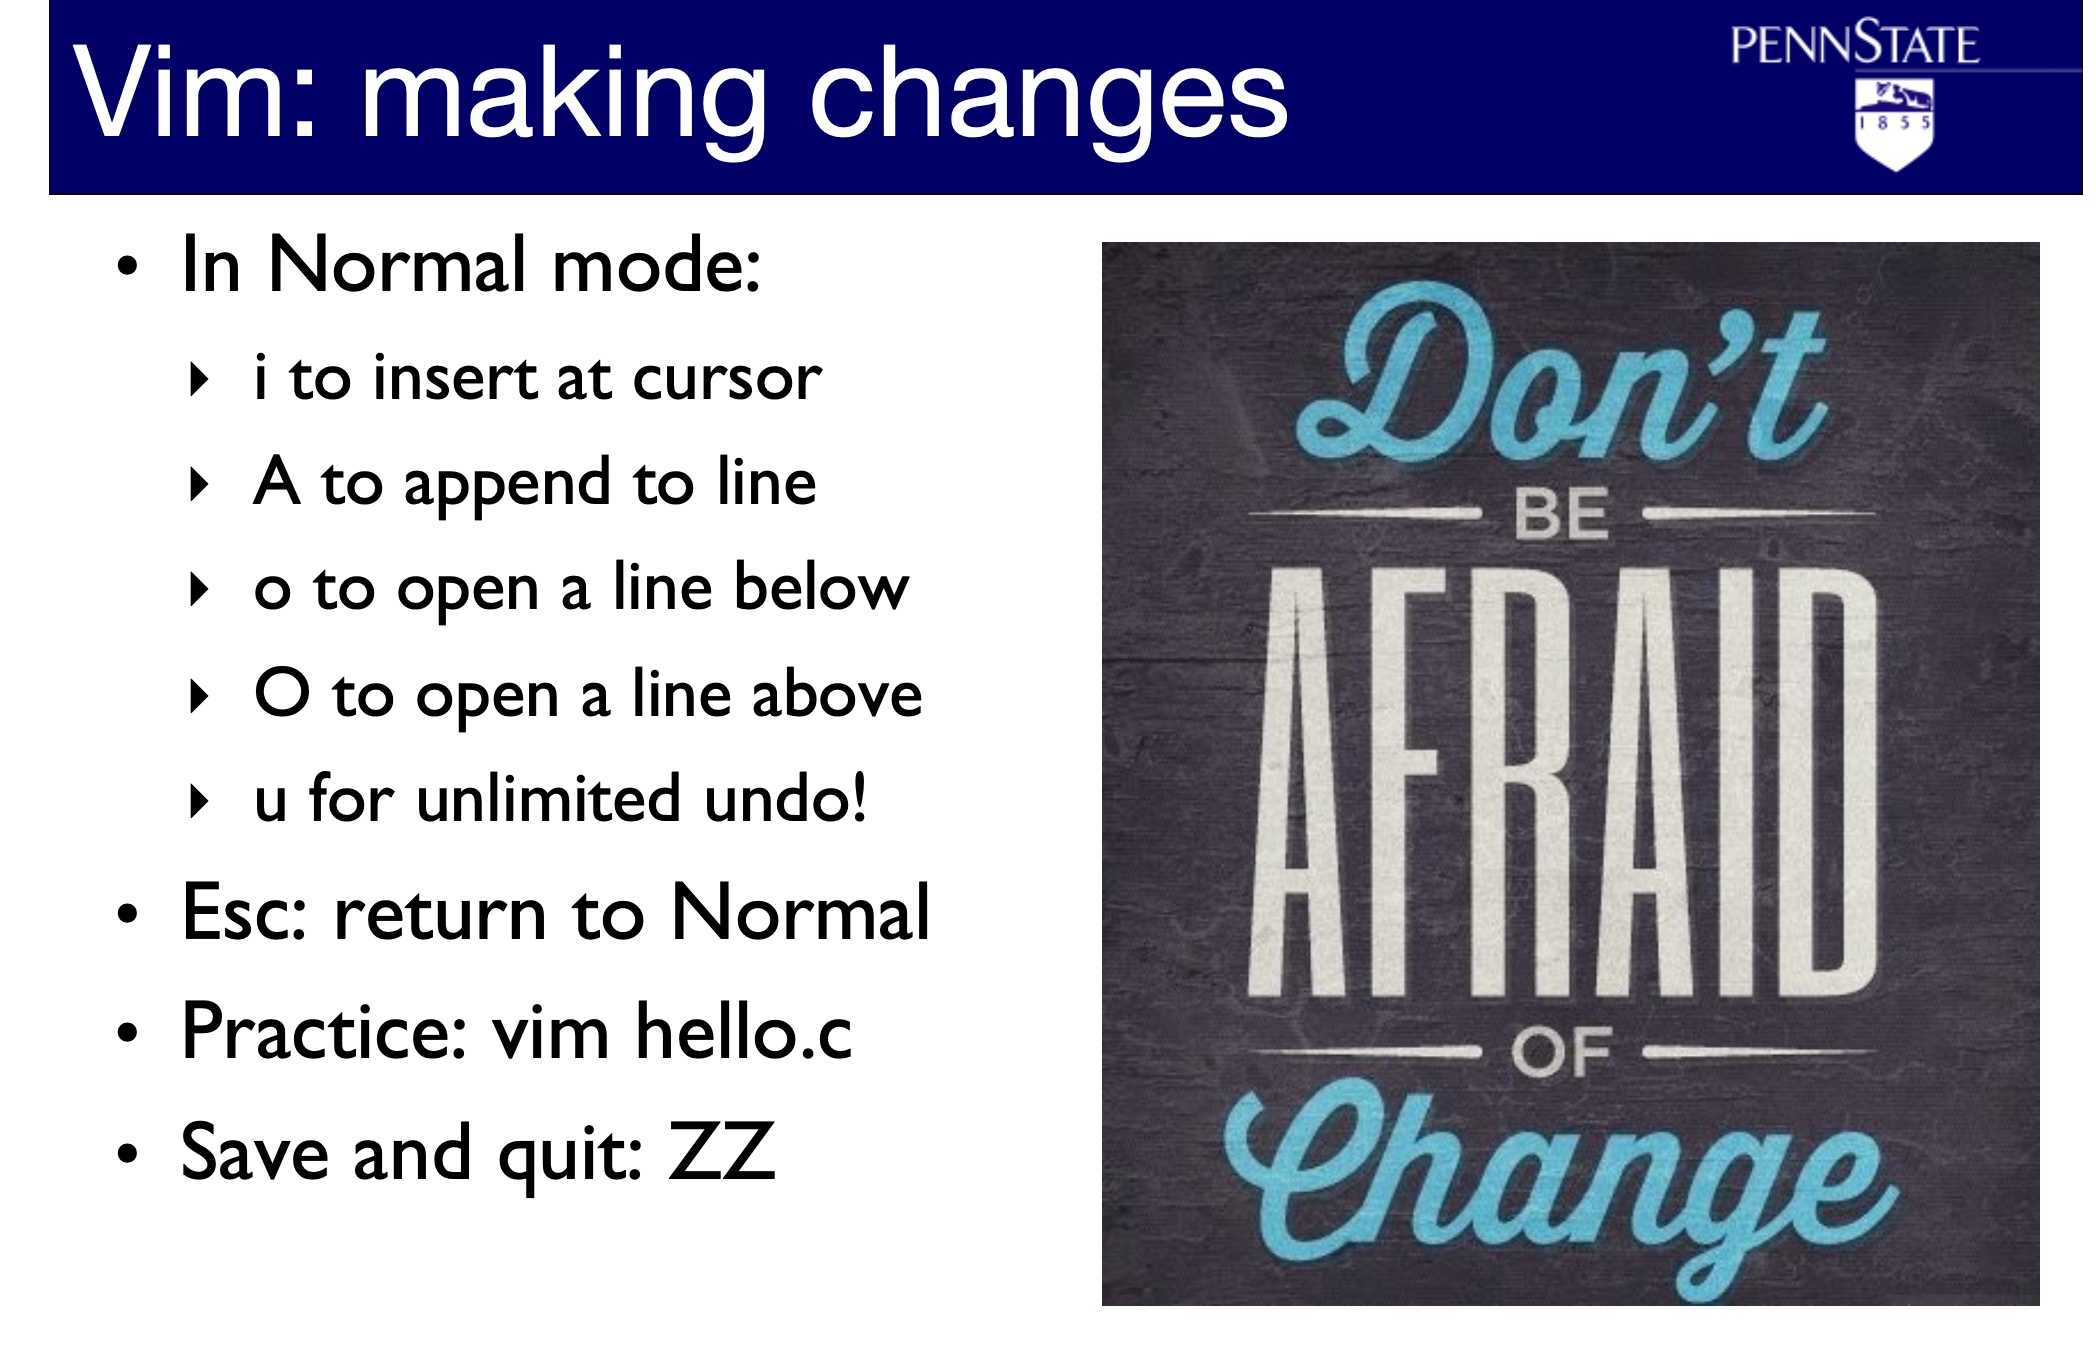 Vim: making changes
PENNSTATE
1855
• In Normal mode:
‣ i to insert at cursor
‣ A to append to line
‣ o to open a line below
‣ O to open a line above
‣ u for unlimited undo!
• Esc: return to Normal
• Practice: vim hello.c
• Save and quit: ZZ
Don't
BE
AFRAID
OF
Change